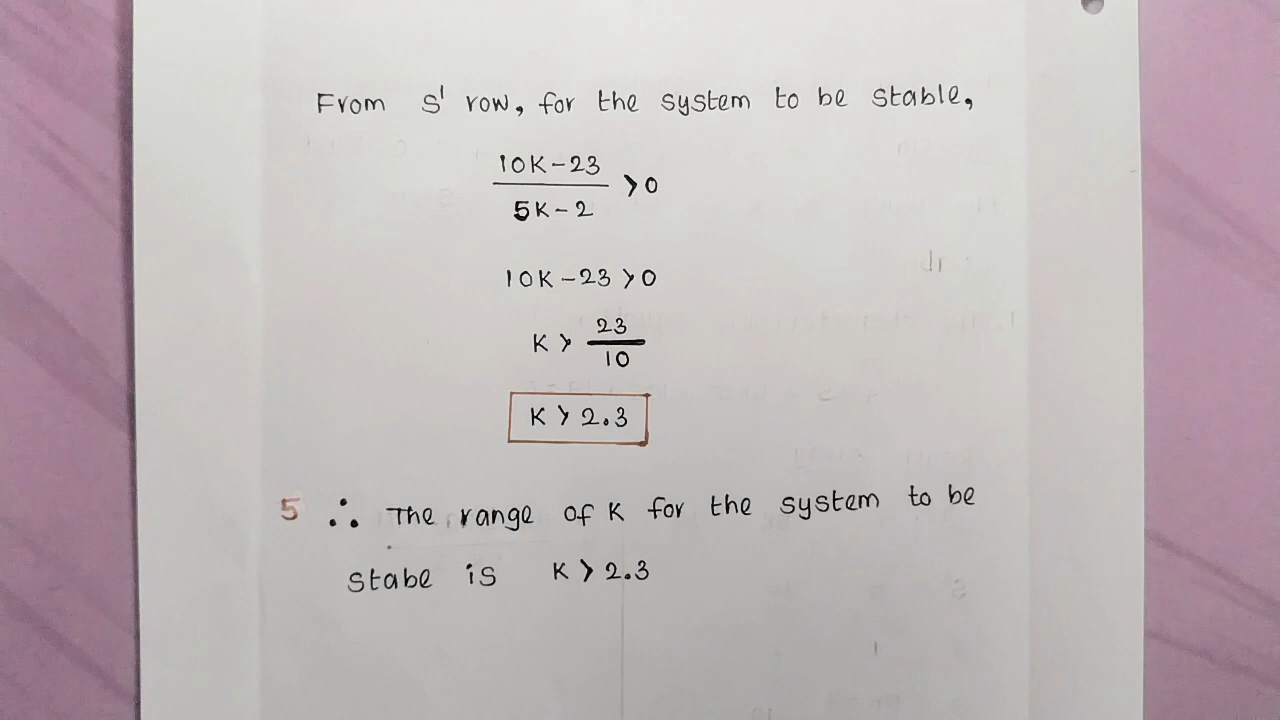 From s¹ row, for the system to be stable,
10K-23
5K-2
>0
10K-23>0
K> 23
10
K>2.3
5 ∴ The range of K for the system to be
stabe is K>2.3